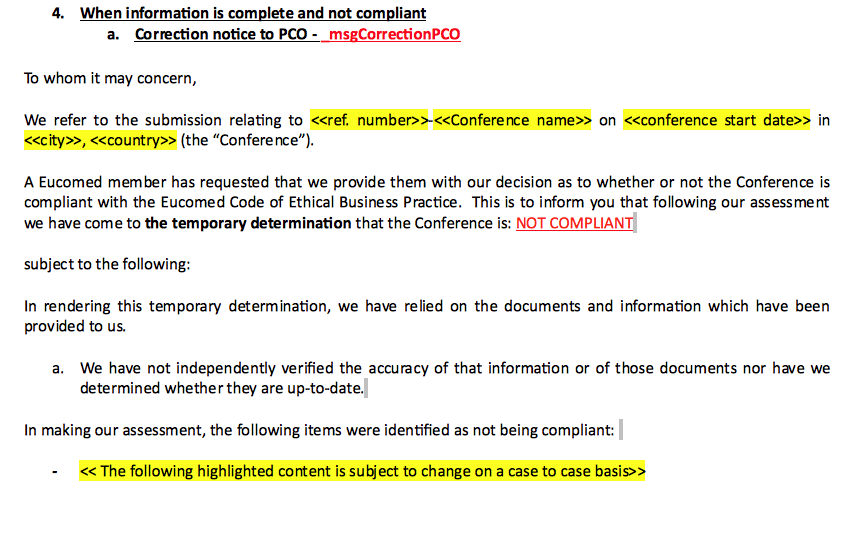 4. When information is complete and not compliant
a. Correction notice to PCO - _msgCorrectionPCO
To whom it may concern,
We refer to the submission relating to <<ref. number>>-<<Conference name>> on <<conference start date>> in
<<city>>, <<country>> (the “Conference”).
A Eucomed member has requested that we provide them with our decision as to whether or not the Conference is
compliant with the Eucomed Code of Ethical Business Practice. This is to inform you that following our assessment
we have come to the temporary determination that the Conference is: NOT COMPLIANT
subject to the following:
In rendering this temporary determination, we have relied on the documents and information which have been
provided to us.
a. We have not independently verified the accuracy of that information or of those documents nor have we
determined whether they are up-to-date.
In making our assessment, the following items were identified as not being compliant:
- << The following highlighted content is subject to change on a case to case basis>>